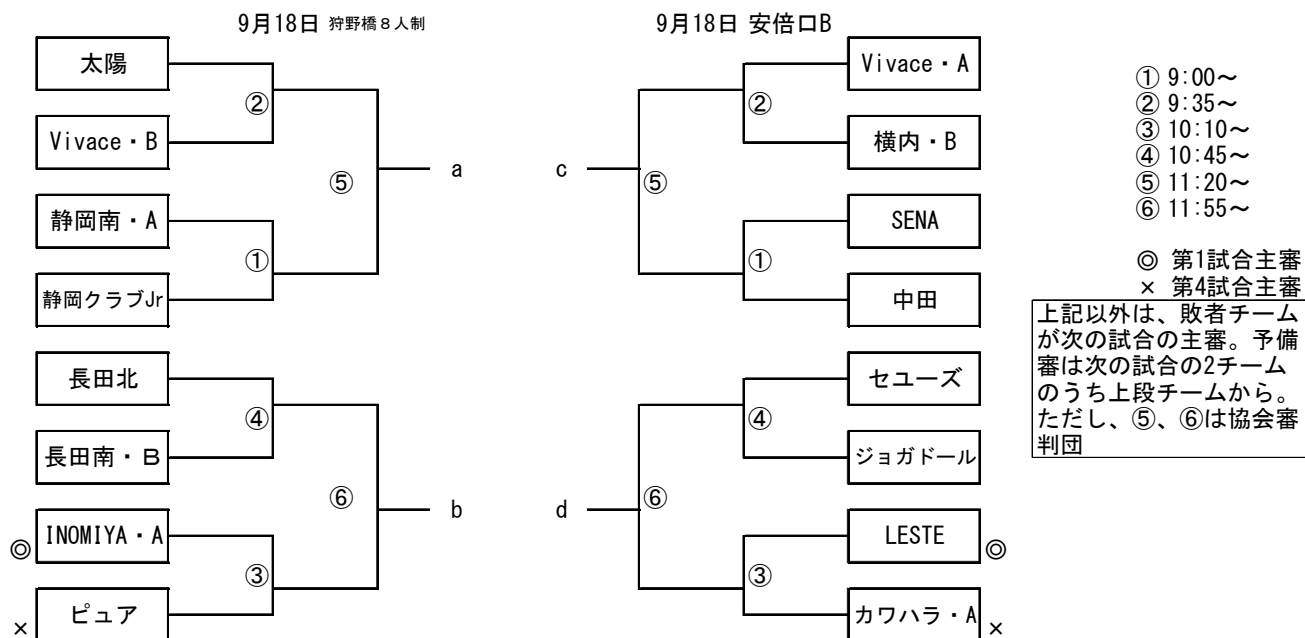 9月18日 狩野橋８人制
太陽
②
Vivace・B
⑤
a
静岡南・A
①
静岡クラブJr
長田北
④
長田南・Ｂ
⑥
b
◎ INOMIYA・A
③
× ピュア
9月18日 安倍口B
Vivace・A
②
横内・B
c
⑤
SENA
①
中田
セユーズ
④
ジョガドール
d
⑥
LESTE ◎
③
カワハラ・A ×
① 9:00～
② 9:35～
③ 10:10～
④ 10:45～
⑤ 11:20～
⑥ 11:55～
◎ 第1試合主審
× 第4試合主審
上記以外は、敗者チーム
が次の試合の主審。予備
審は次の試合の2チーム
のうち上段チームから。
ただし、⑤、⑥は協会審
判団